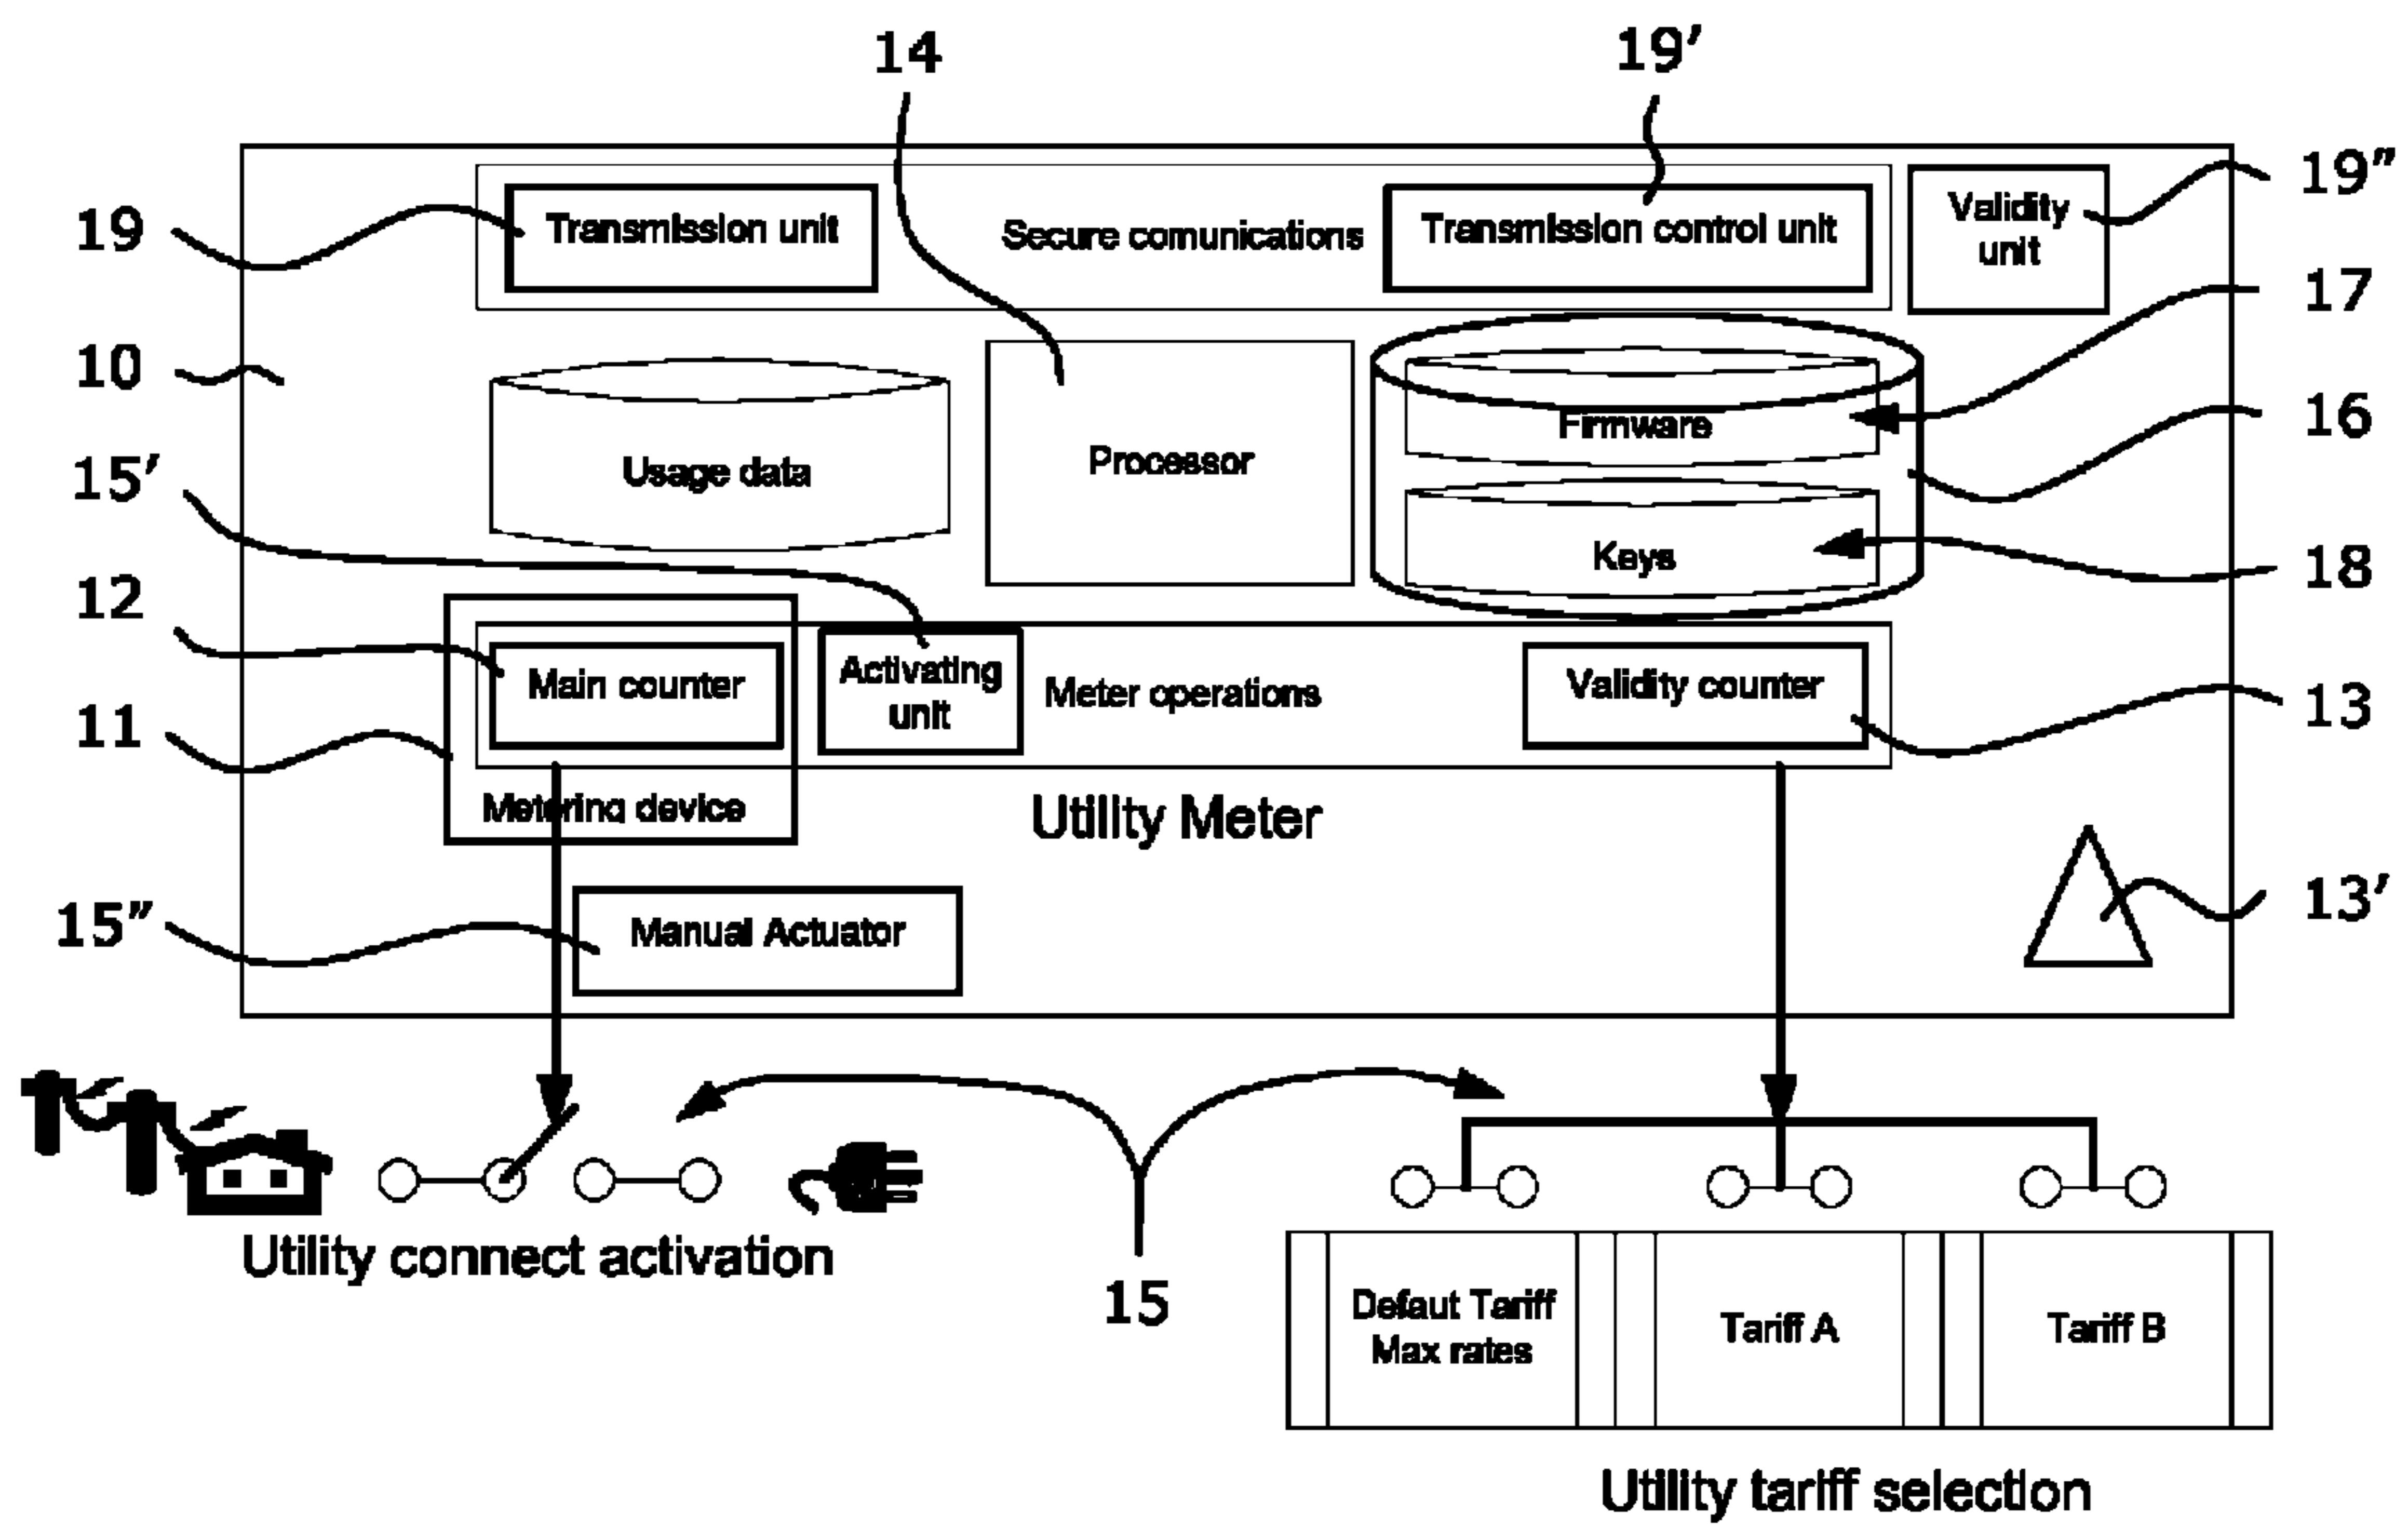 14
19′
19
Transmission unit
Secure comunications
Transmission control unit
Validity
unit
19″
17
10
Usage data
Processor
Firmware
16
15′
Keys
18
12
Main counter
Activating
unit
Meter operations
Validity counter
13
11
Metering device
Utility Meter
15″
Manual Actuator
13′
Utility connect activation
15
Defaut Tariff
Max rates
Tariff A
Tariff B
Utility tariff selection